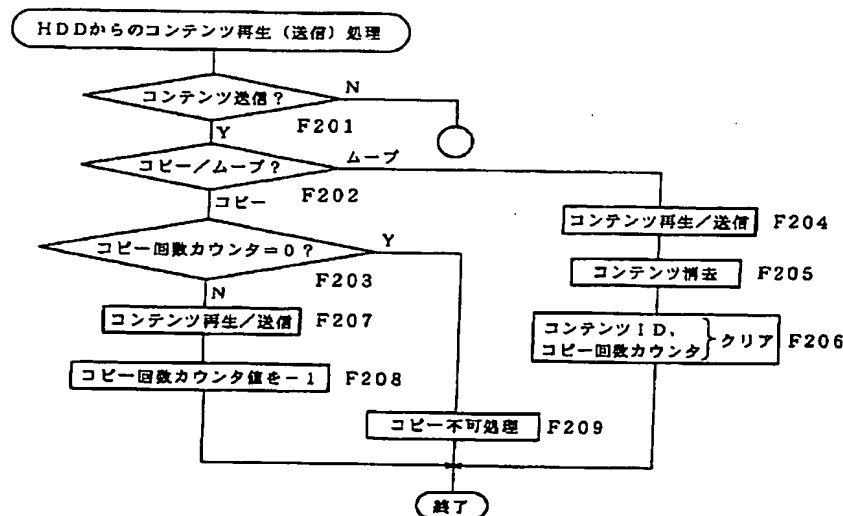 HDDからのコンテンツ再生（送信）処理
コンテンツ送信？
N
F201
Y
コピー／ムーブ？
ムーブ
F202
コピー
コンテンツ再生／送信
F204
コピー回数カウンタ＝0？
Y
F203
コンテンツ消去
F205
N
コンテンツ再生／送信
F207
コンテンツID、
コピー回数カウンタ
クリア
F206
コピー回数カウンタ値を－1
F208
コピー不可処理
F209
終了